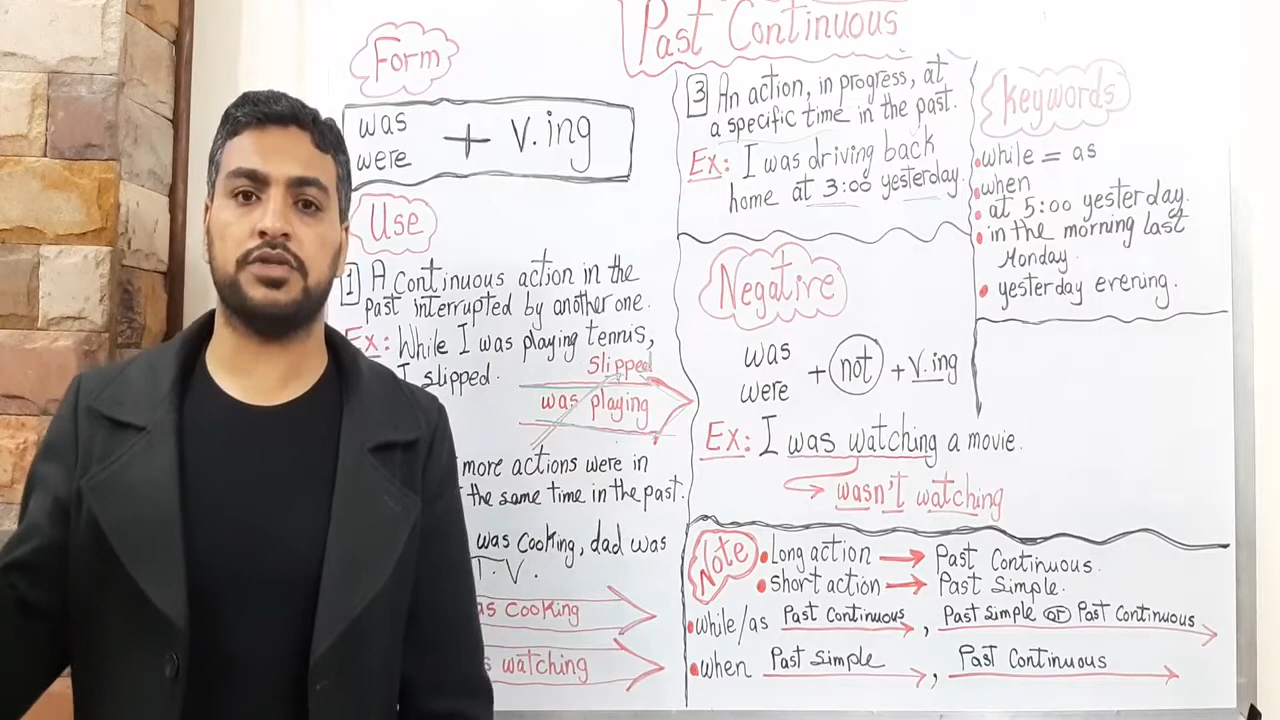 Past Continuous
Form
was
were + v.ing
Use
1 A Continuous action in the
past interrupted by another one.
Ex: While I was playing tennis,
I slipped.
Slipped
was playing
more actions were in
the same time in the past.
was cooking, dad was
T.V.
as cooking
s watching
3 An action, in progress, at
a specific time in the past.
Ex: I was driving back
home at 3:00 yesterday.
Negative
was
were + not + v.ing
Ex: I was watching a movie.
wasn't watching
Keywords
while = as
when
at 5:00 yesterday.
in the morning last
Monday.
yesterday evening.
Note
Long action → Past Continuous.
short action → Past Simple.
while/as Past Continuous, Past simple or Past Continuous
when Past simple, Past Continuous